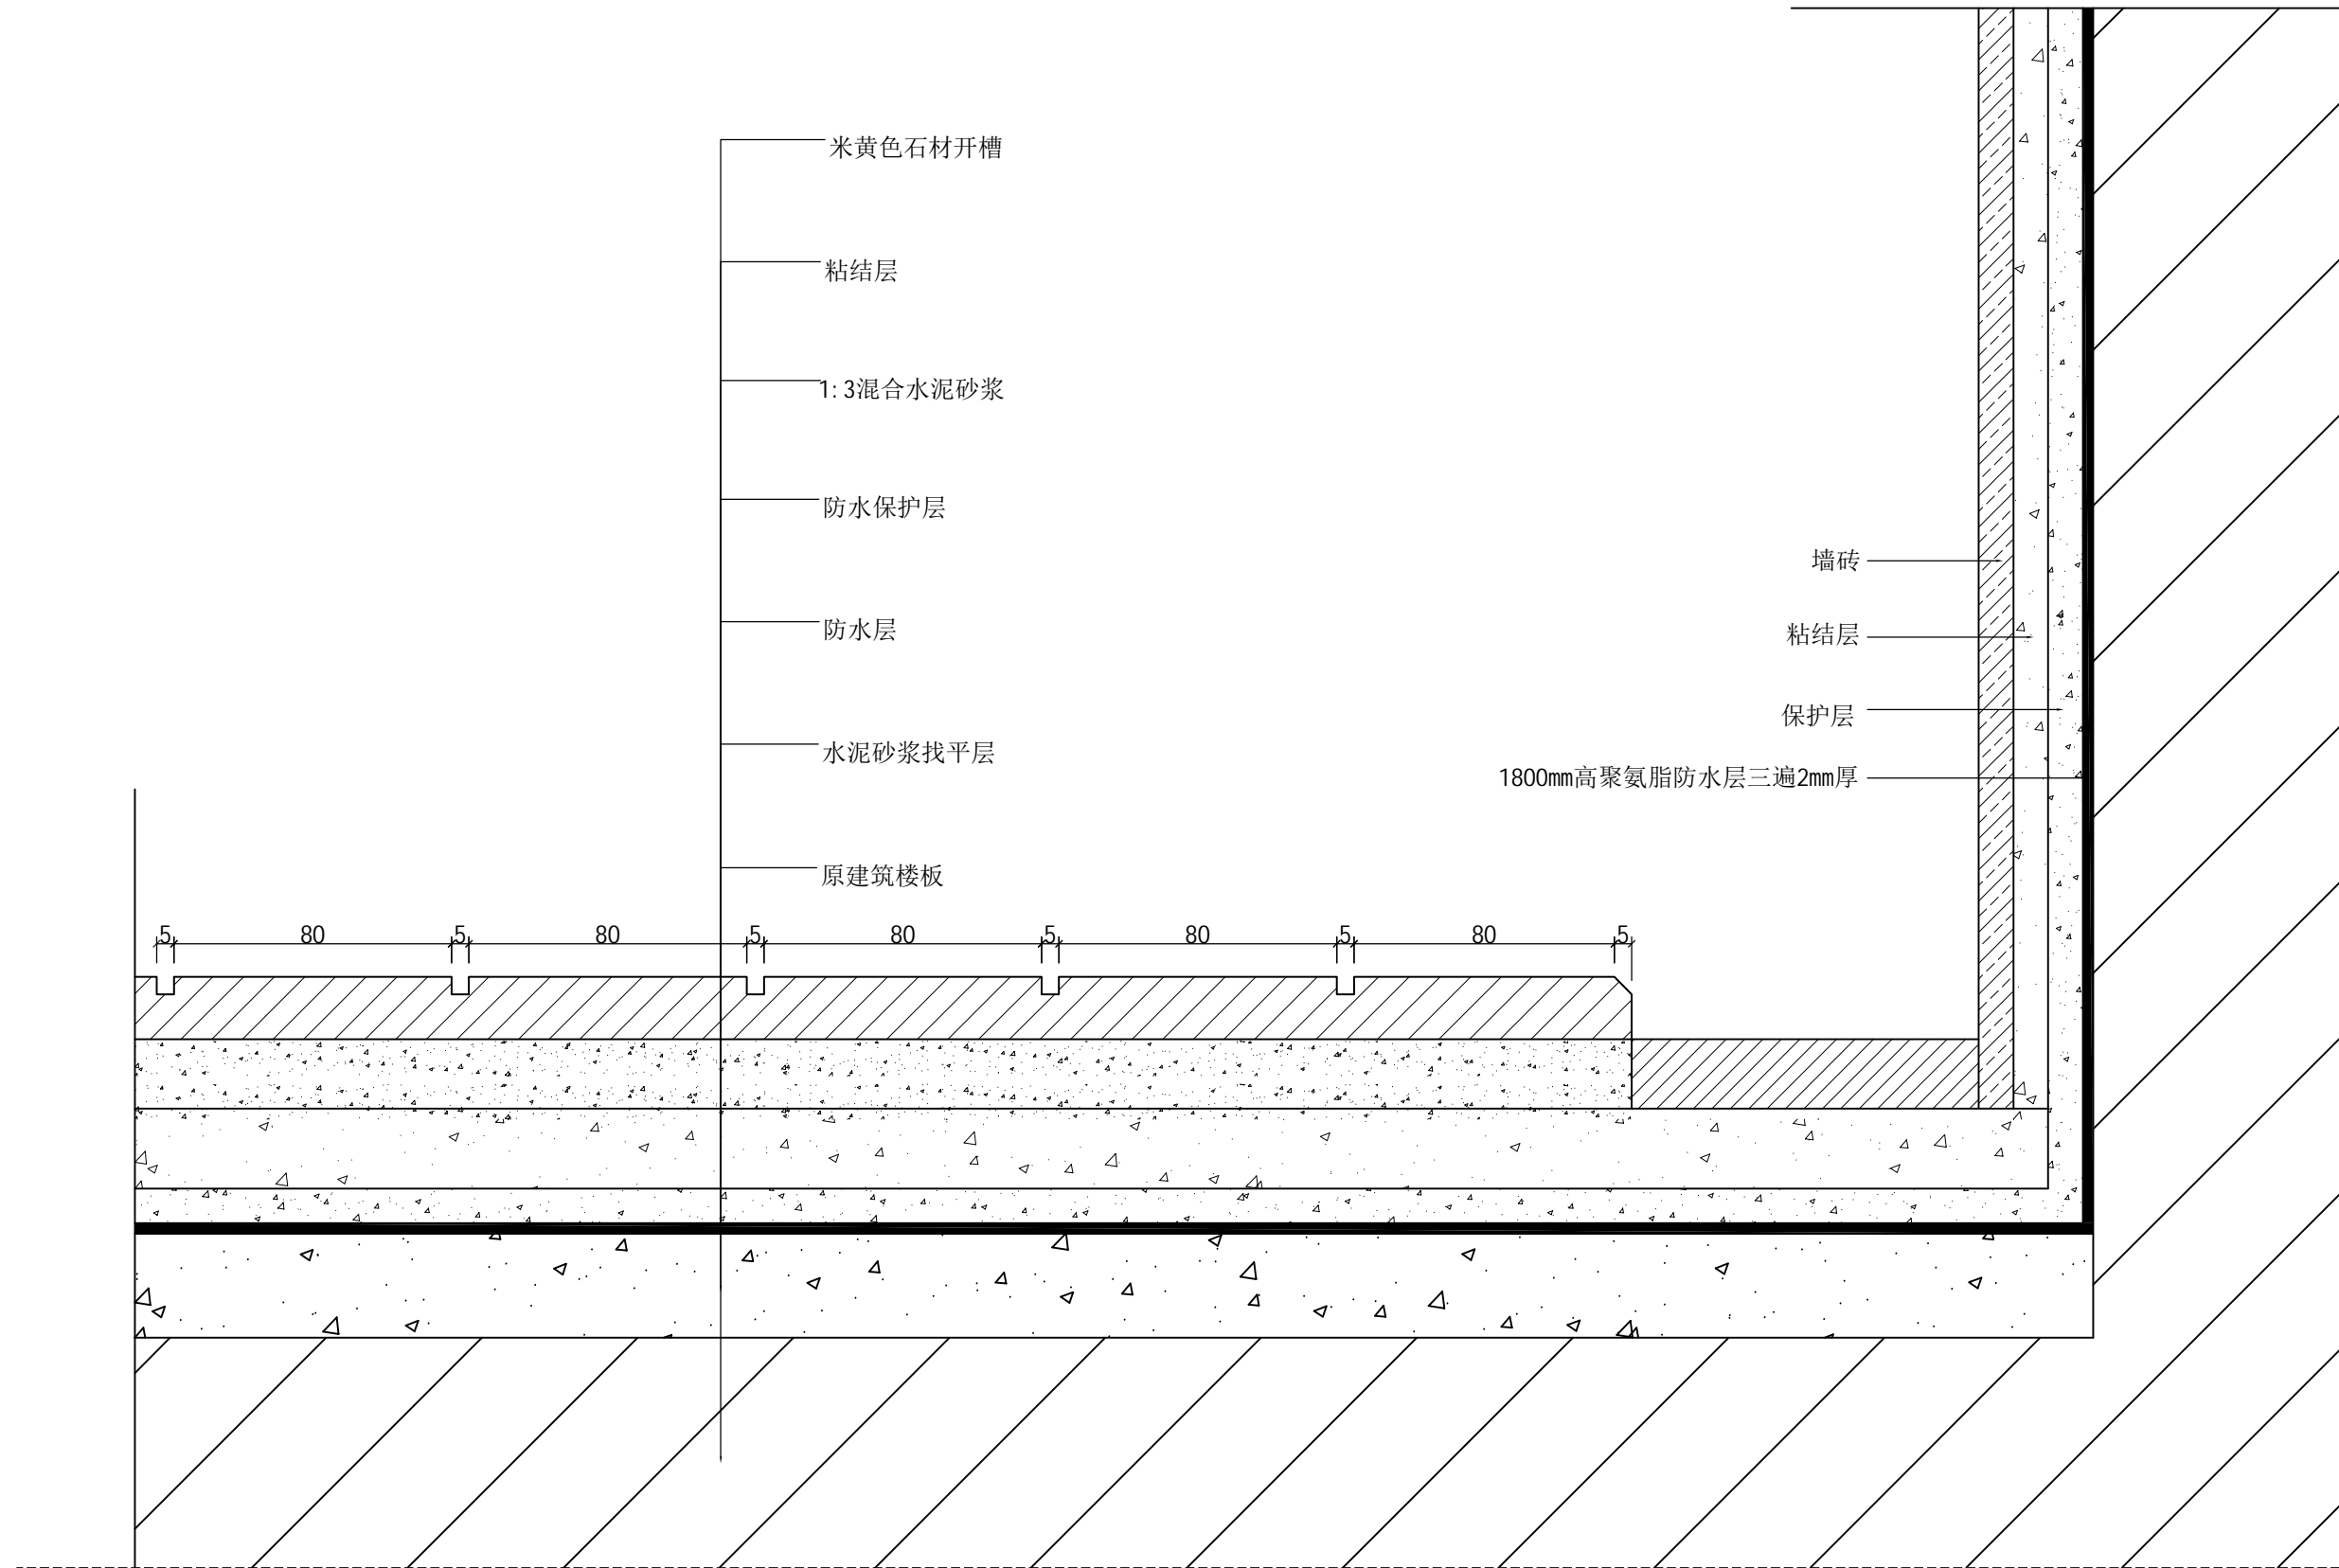 米黄色石材开槽
粘结层
1:3混合水泥砂浆
防水保护层
墙砖
防水层
粘结层
保护层
水泥砂浆找平层
1800mm高聚氨脂防水层三遍2mm厚
原建筑楼板
5 80 5 80 5 80 5 80 5 80 5